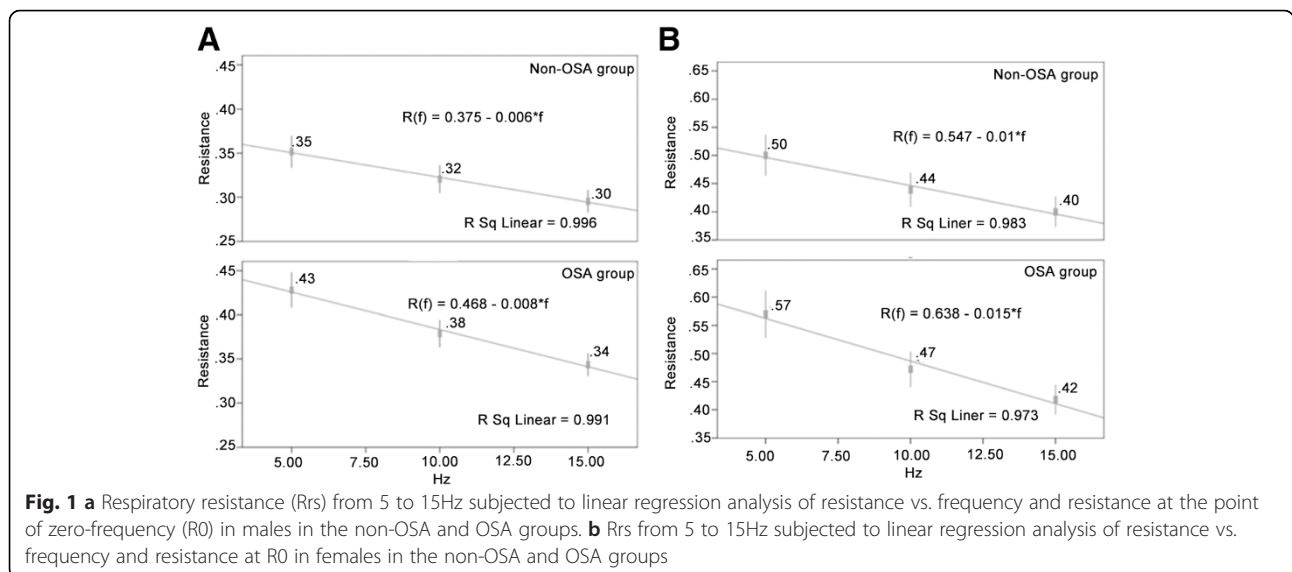 A
B
.45
Non-OSA group
R(f) = 0.375 - 0.006*f
.40
.35
.35
.32
.30
.30
R Sq Linear = 0.996
.25
Resistance
.65
Non-OSA group
.60
R(f) = 0.547 - 0.01*f
.55
.50
.50
.44
.45
.40
.40
R Sq Liner = 0.983
.35
Resistance
.45
OSA group
.43
R(f) = 0.468 - 0.008*f
.40
.38
.35
.34
.30
R Sq Linear = 0.991
.25
Resistance
5.00 7.50 10.00 12.50 15.00
Hz
.65
OSA group
.60
.57
R(f) = 0.638 - 0.015*f
.55
.50
.47
.45
.42
.40
R Sq Liner = 0.973
.35
Resistance
5.00 7.50 10.00 12.50 15.00
Hz
Fig. 1 a Respiratory resistance (Rrs) from 5 to 15Hz subjected to linear regression analysis of resistance vs. frequency and resistance at the point
of zero-frequency (R0) in males in the non-OSA and OSA groups. b Rrs from 5 to 15Hz subjected to linear regression analysis of resistance vs.
frequency and resistance at R0 in females in the non-OSA and OSA groups